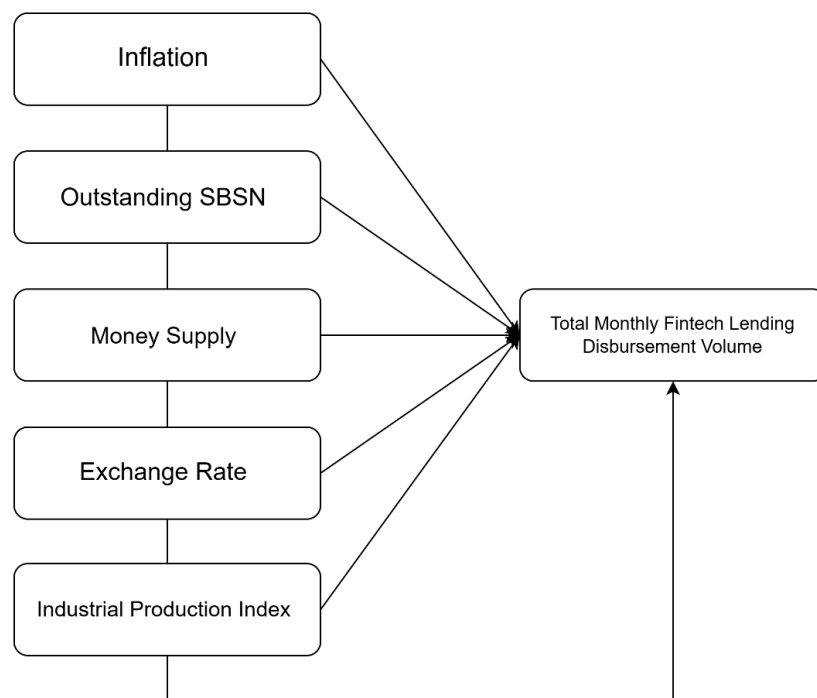 Inflation
Outstanding SBSN
Money Supply
Exchange Rate
Industrial Production Index
Total Monthly Fintech Lending
Disbursement Volume